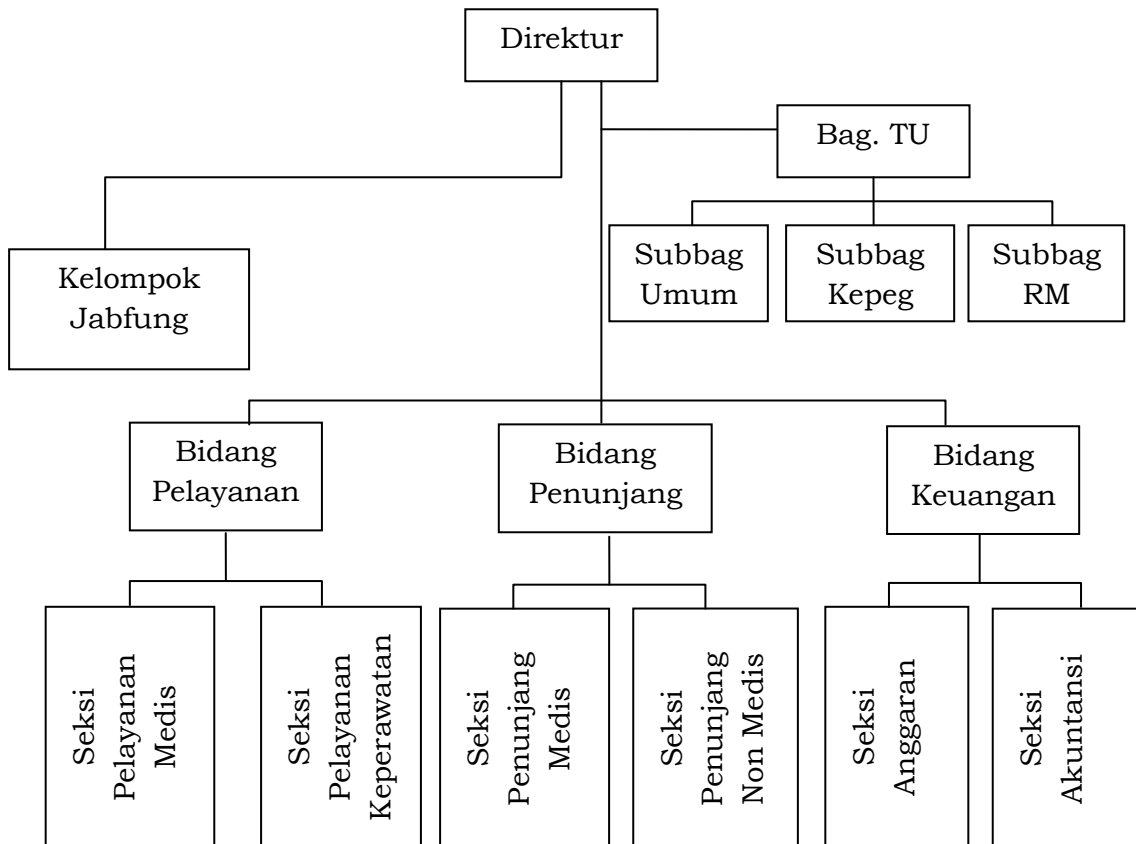 Direktur
Bag. TU
Subbag
Umum
Subbag
Kepeg
Subbag
RM
Kelompok
Jabfung
Bidang
Pelayanan
Bidang
Penunjang
Bidang
Keuangan
Seksi
Pelayanan
Medis
Seksi
Pelayanan
Keperawatan
Seksi
Penunjang
Medis
Seksi
Penunjang
Non Medis
Seksi
Anggaran
Seksi
Akuntansi